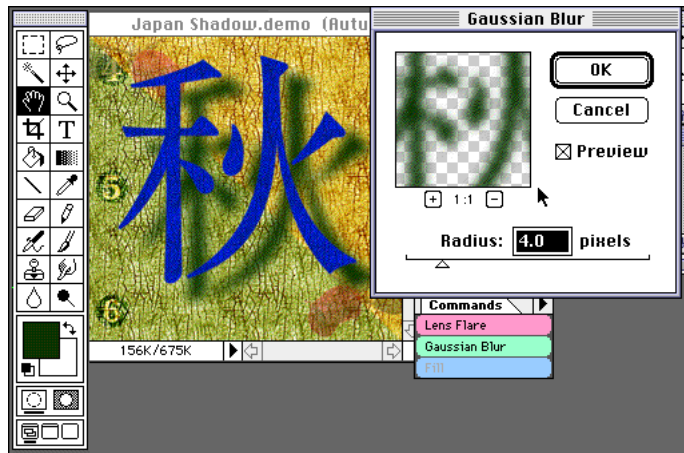 Japan Shadow.demo (Autu
Gaussian Blur
OK
Cancel
Preview
1:1
Radius: 4.0 pixels
T
秋
5
6
156K/675K
Commands
Lens Flare
Gaussian Blur
Fill